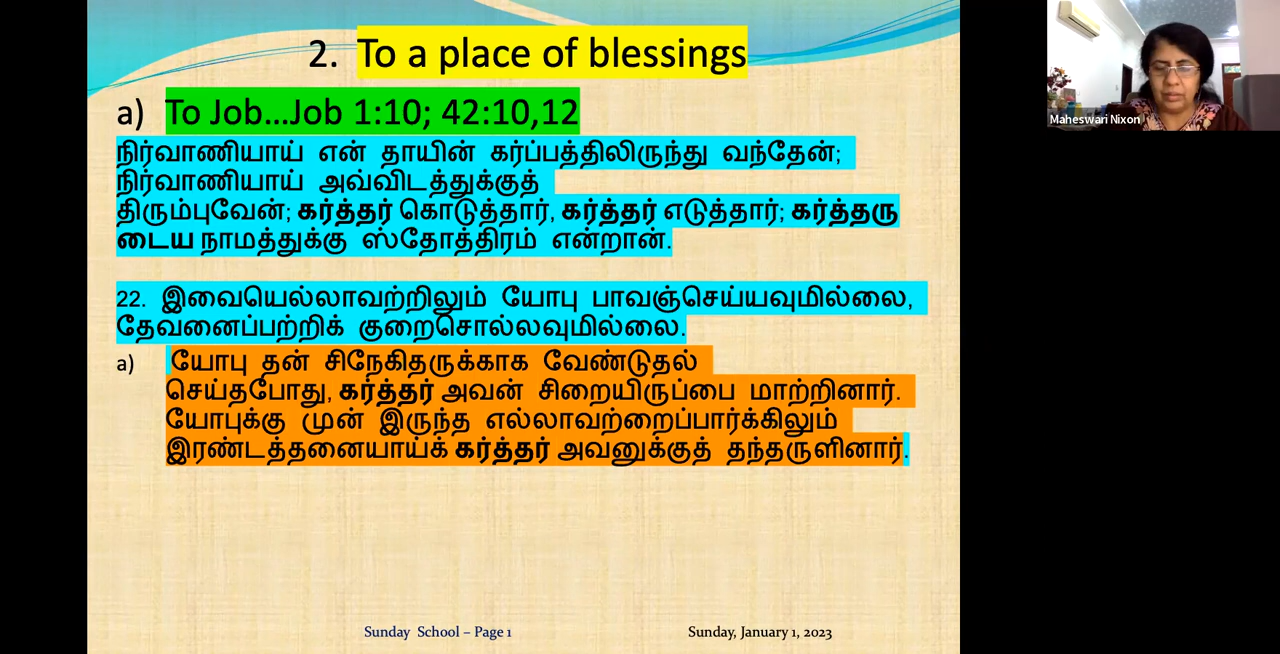 2. To a place of blessings
a) To Job...Job 1:10; 42:10,12
நிர்வாணியாய் என் தாயின் கர்ப்பத்திலிருந்து வந்தேன்;
நிர்வாணியாய் அவ்விடத்துக்குத்
திரும்புவேன்; கர்த்தர் கொடுத்தார், கர்த்தர் எடுத்தார்; கர்த்தரு
டைய நாமத்துக்கு ஸ்தோத்திரம் என்றான்.
22. இவையெல்லாவற்றிலும் யோபு பாவஞ்செய்யவுமில்லை,
தேவனைப்பற்றிக் குறைசொல்லவுமில்லை.
a) யோபு தன் சிநேகிதருக்காக வேண்டுதல்
செய்தபோது, கர்த்தர் அவன் சிறையிருப்பை மாற்றினார்.
யோபுக்கு முன் இருந்த எல்லாவற்றைப்பார்க்கிலும்
இரண்டத்தனையாய்க் கர்த்தர் அவனுக்குத் தந்தருளினார்.
Sunday School – Page 1
Sunday, January 1, 2023
Maheswari Nixon